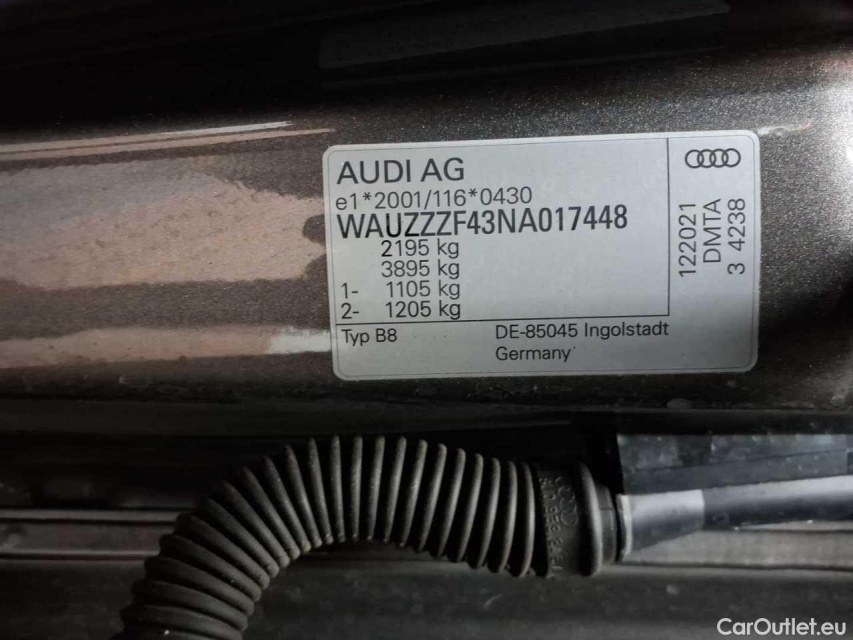 AUDI AG
e1*2001/116*0430
WAUZZZF43NA017448
2195 kg
3895 kg
1- 1105 kg
2- 1205 kg
Typ B8
DE-85045 Ingolstadt
Germany
122021
DMTA
3 4238
CarOutlet.eu